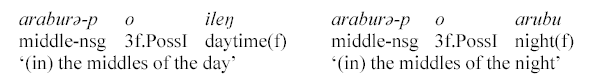 araburə-p o ileŋ araburə-p o arubu
middle-nsg 3f.PossI daytime(f) middle-nsg 3f.PossI night(f)
‘(in) the middles of the day’ ‘(in) the middles of the night’